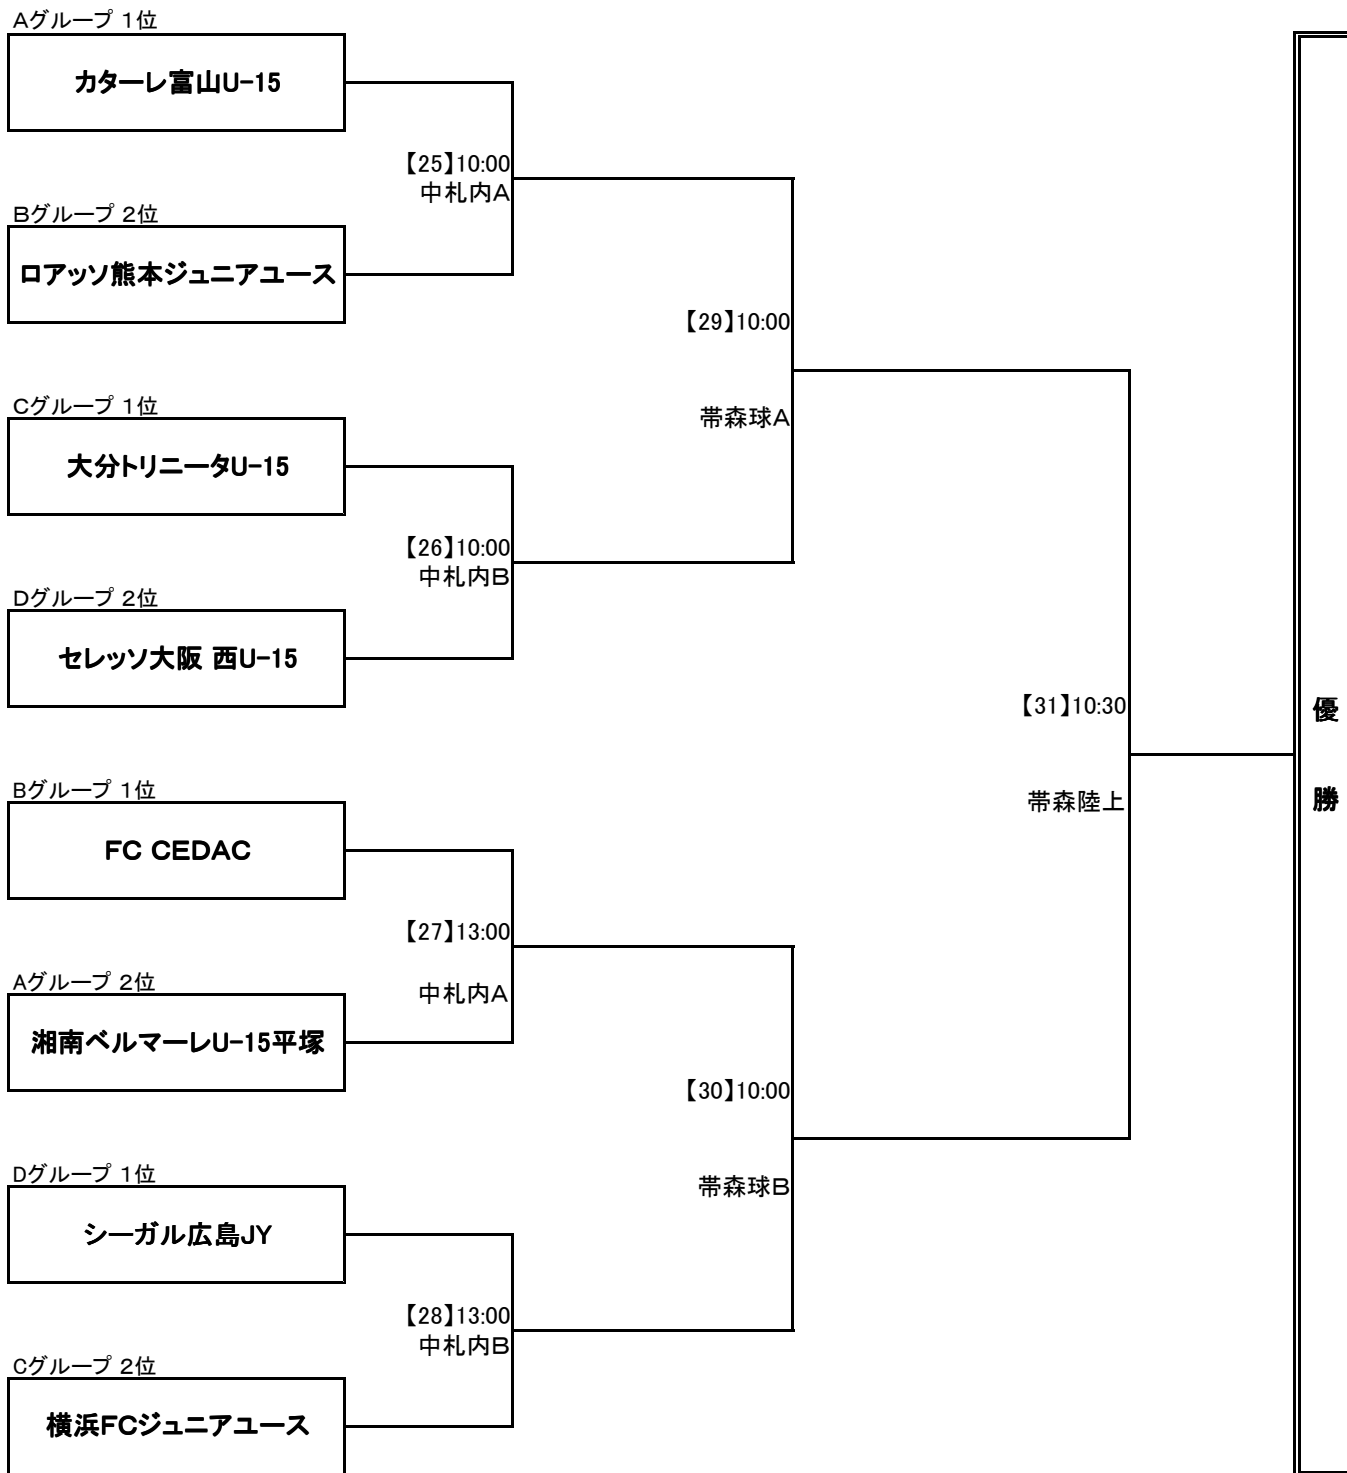 Aグループ 1位
カターレ富山U-15
【25】10:00
中札内A
Bグループ 2位
ロアッソ熊本ジュニアユース
【29】10:00
Cグループ 1位
帯森球A
大分トリニータU-15
【26】10:00
中札内B
Dグループ 2位
セレッソ大阪 西U-15
【31】10:30
優
勝
Bグループ 1位
帯森陸上
FC CEDAC
【27】13:00
Aグループ 2位
中札内A
湘南ベルマーレU-15平塚
【30】10:00
Dグループ 1位
帯森球B
シーガル広島JY
【28】13:00
中札内B
Cグループ 2位
横浜FCジュニアユース